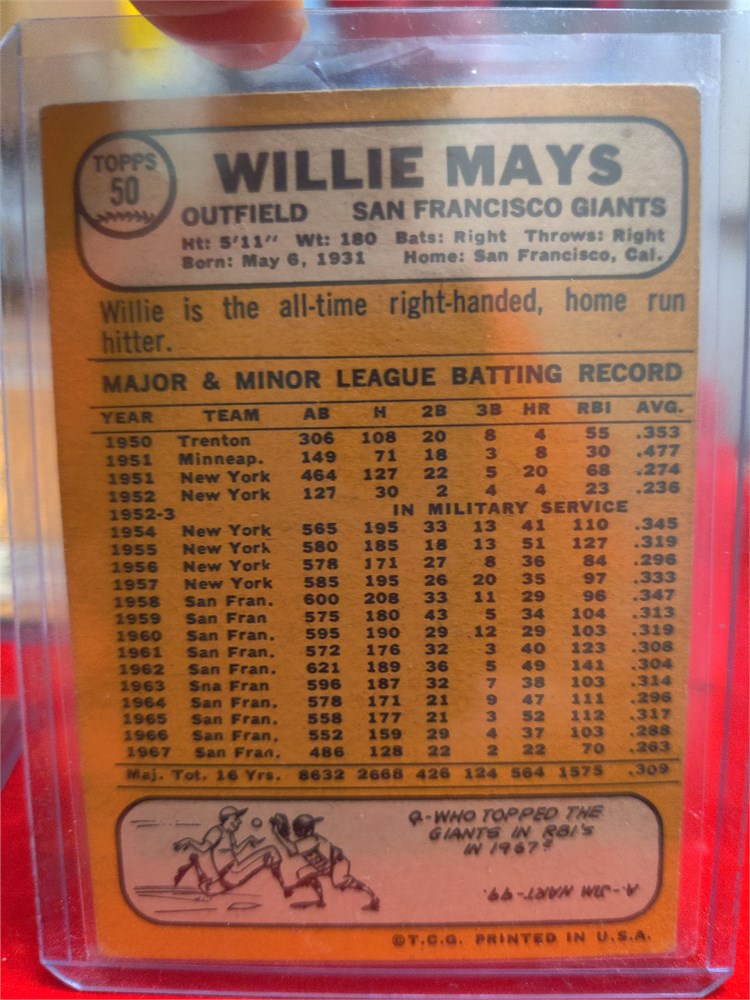 TOPPS
50
WILLIE MAYS
OUTFIELD SAN FRANCISCO GIANTS
Ht: 5'11" Wt: 180 Bats: Right Throws: Right
Born: May 6, 1931 Home: San Francisco, Cal.
Willie is the all-time right-handed, home run
hitter.
MAJOR & MINOR LEAGUE BATTING RECORD
YEAR TEAM AB H 2B 3B HR RBI AVG.
1950 Trenton 306 108 20 8 4 55 .353
1951 Minneap. 149 71 18 3 8 30 .477
1951 New York 464 127 22 5 20 68 .274
1952 New York 127 30 2 4 4 23 .236
1952-3 IN MILITARY SERVICE
1954 New York 565 195 33 13 41 110 .345
1955 New York 580 185 18 13 51 127 .319
1956 New York 578 171 27 8 36 84 .296
1957 New York 585 195 26 20 35 97 .333
1958 San Fran. 600 208 33 11 29 96 .347
1959 San Fran. 575 180 43 5 34 104 .313
1960 San Fran. 595 190 29 12 29 103 .319
1961 San Fran. 572 176 32 3 40 123 .308
1962 San Fran. 621 189 36 5 49 141 .304
1963 Sna Fran 596 187 32 7 38 103 .314
1964 San Fran. 578 171 21 9 47 111 .296
1965 San Fran. 558 177 21 3 52 112 .317
1966 San Fran. 552 159 29 4 37 103 .288
1967 San Fran. 486 128 22 2 22 70 .263
Maj. Tot. 16 Yrs. 8632 2668 426 124 564 1575 .309
Q-WHO TOPPED THE
GIANTS IN RBI'S
IN 1967?
A-JIM HART-99.
©T.C.G. PRINTED IN U.S.A.